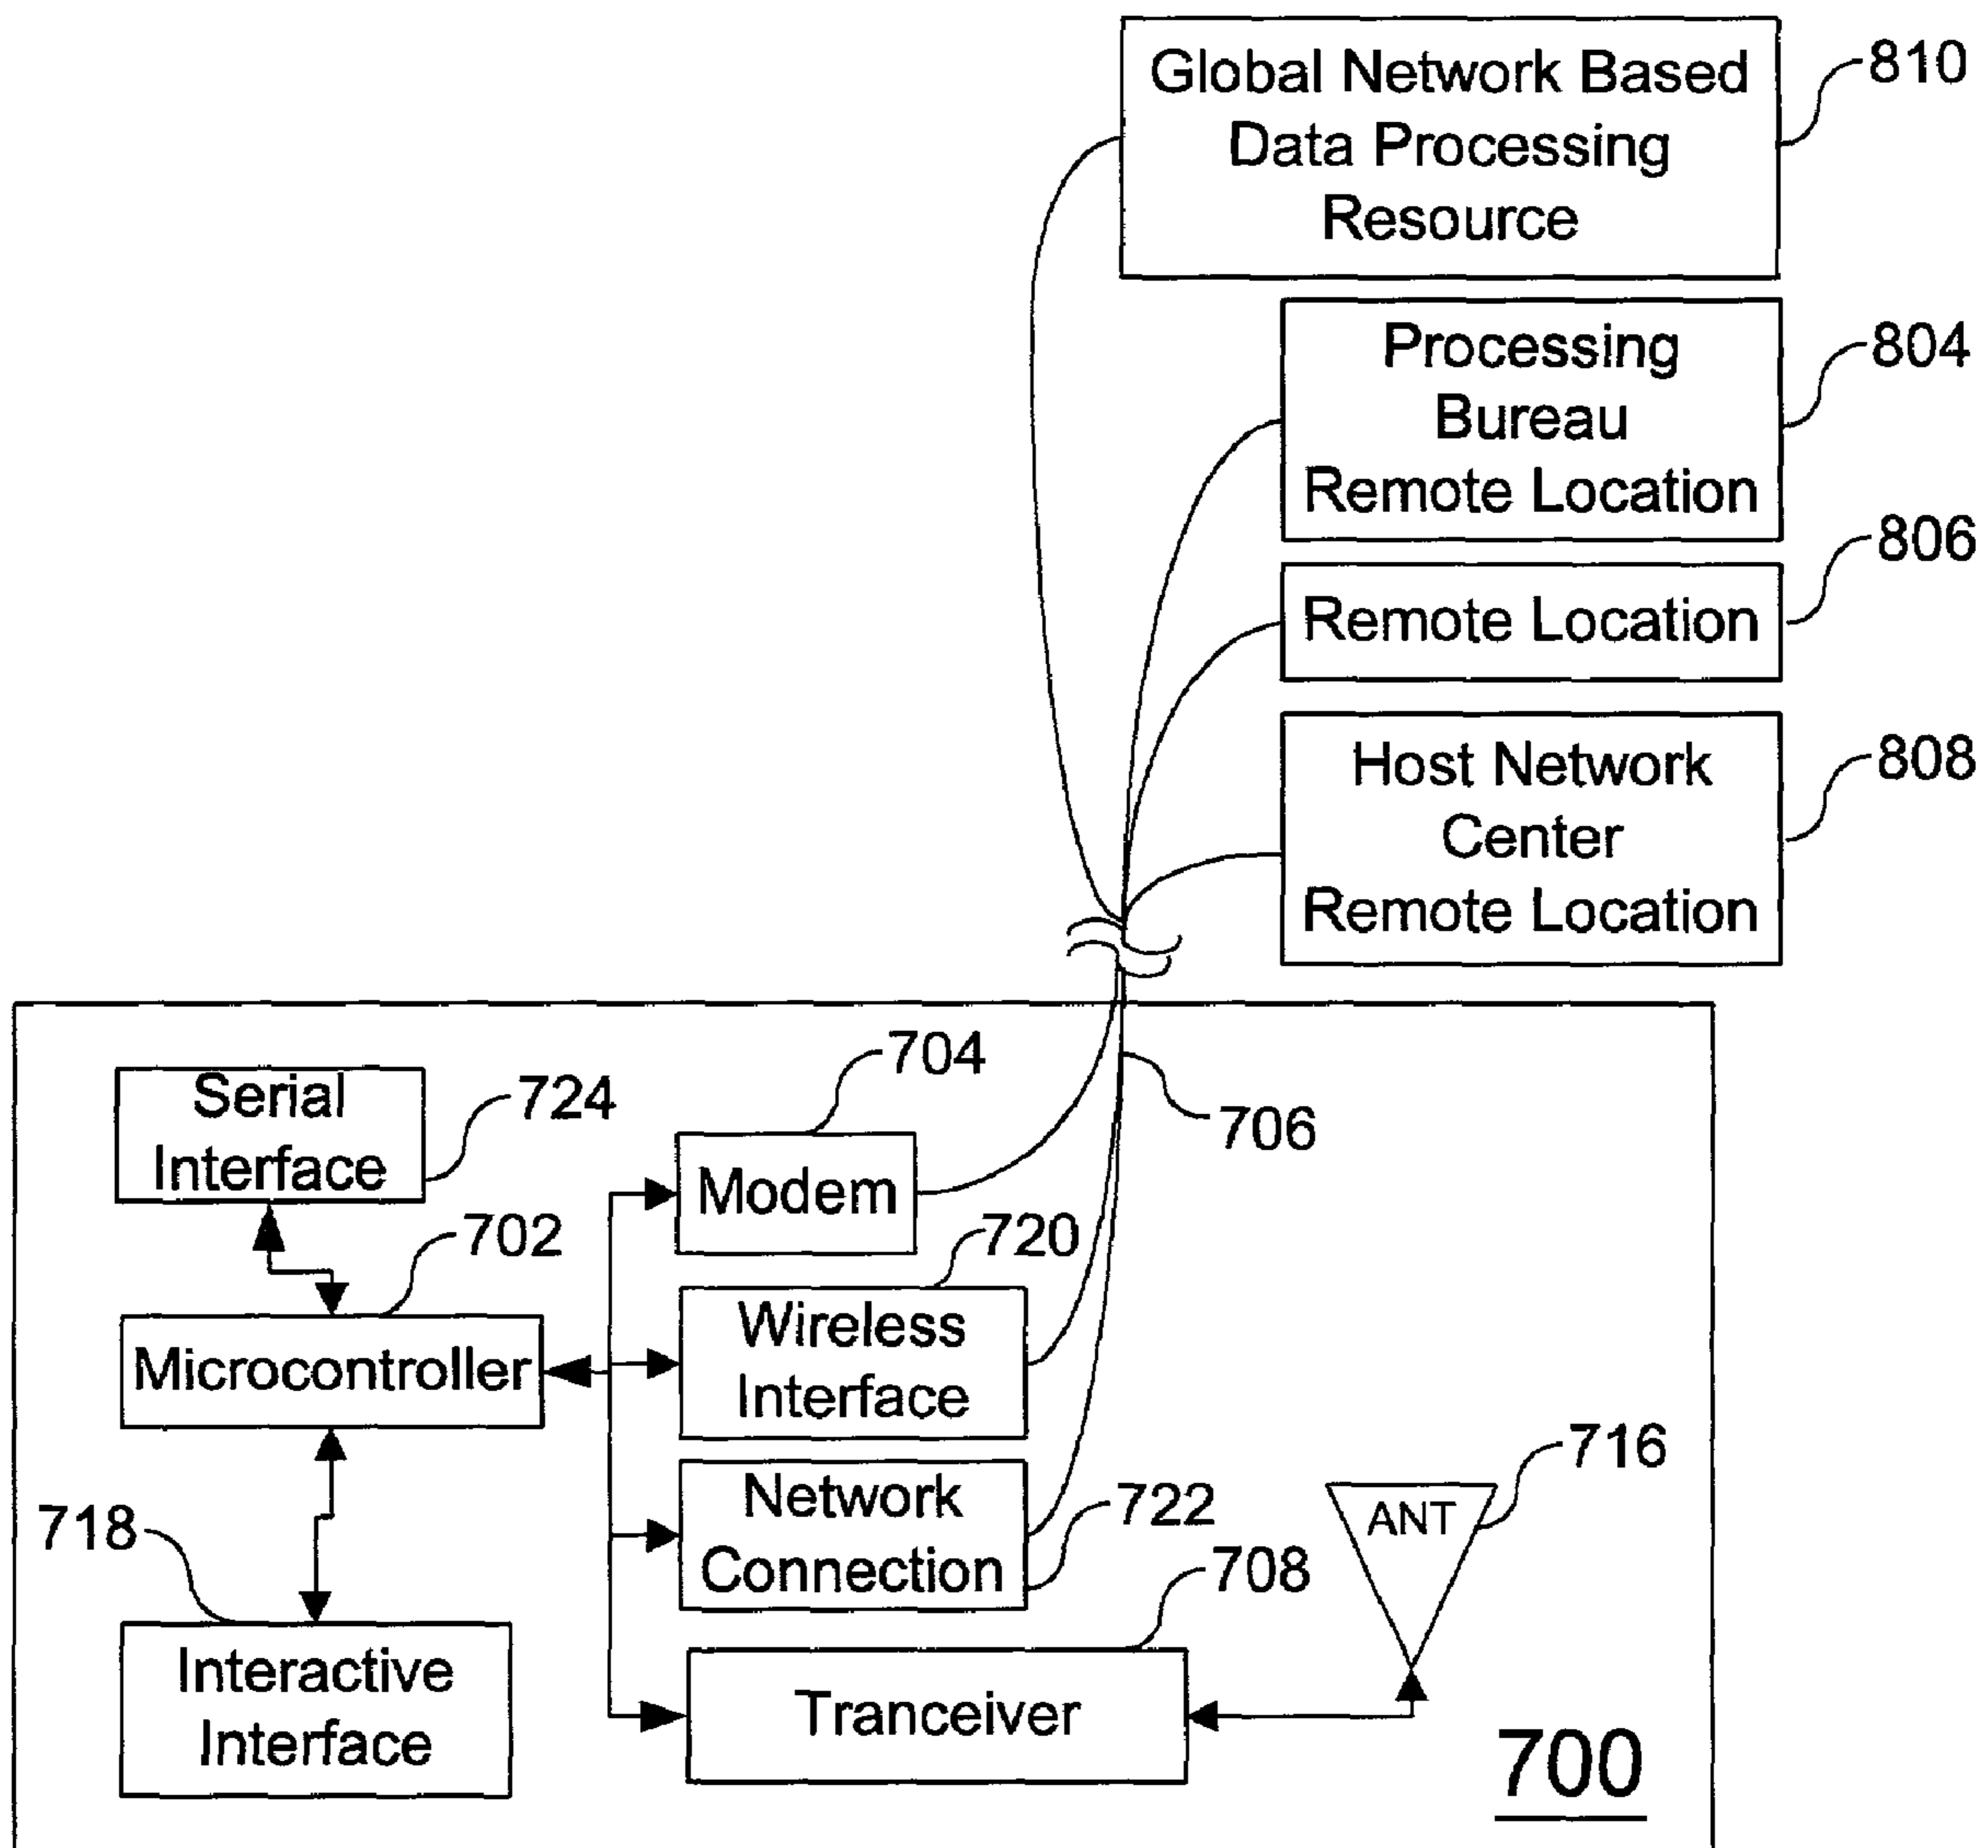 Global Network Based
Data Processing
Resource
810
Processing
Bureau
Remote Location
804
Remote Location
806
Host Network
Center
Remote Location
808
Serial
Interface
724
704
Modem
706
702
Microcontroller
720
Wireless
Interface
Network
Connection
722
716
ANT
718
Interactive
Interface
708
Tranceiver
700